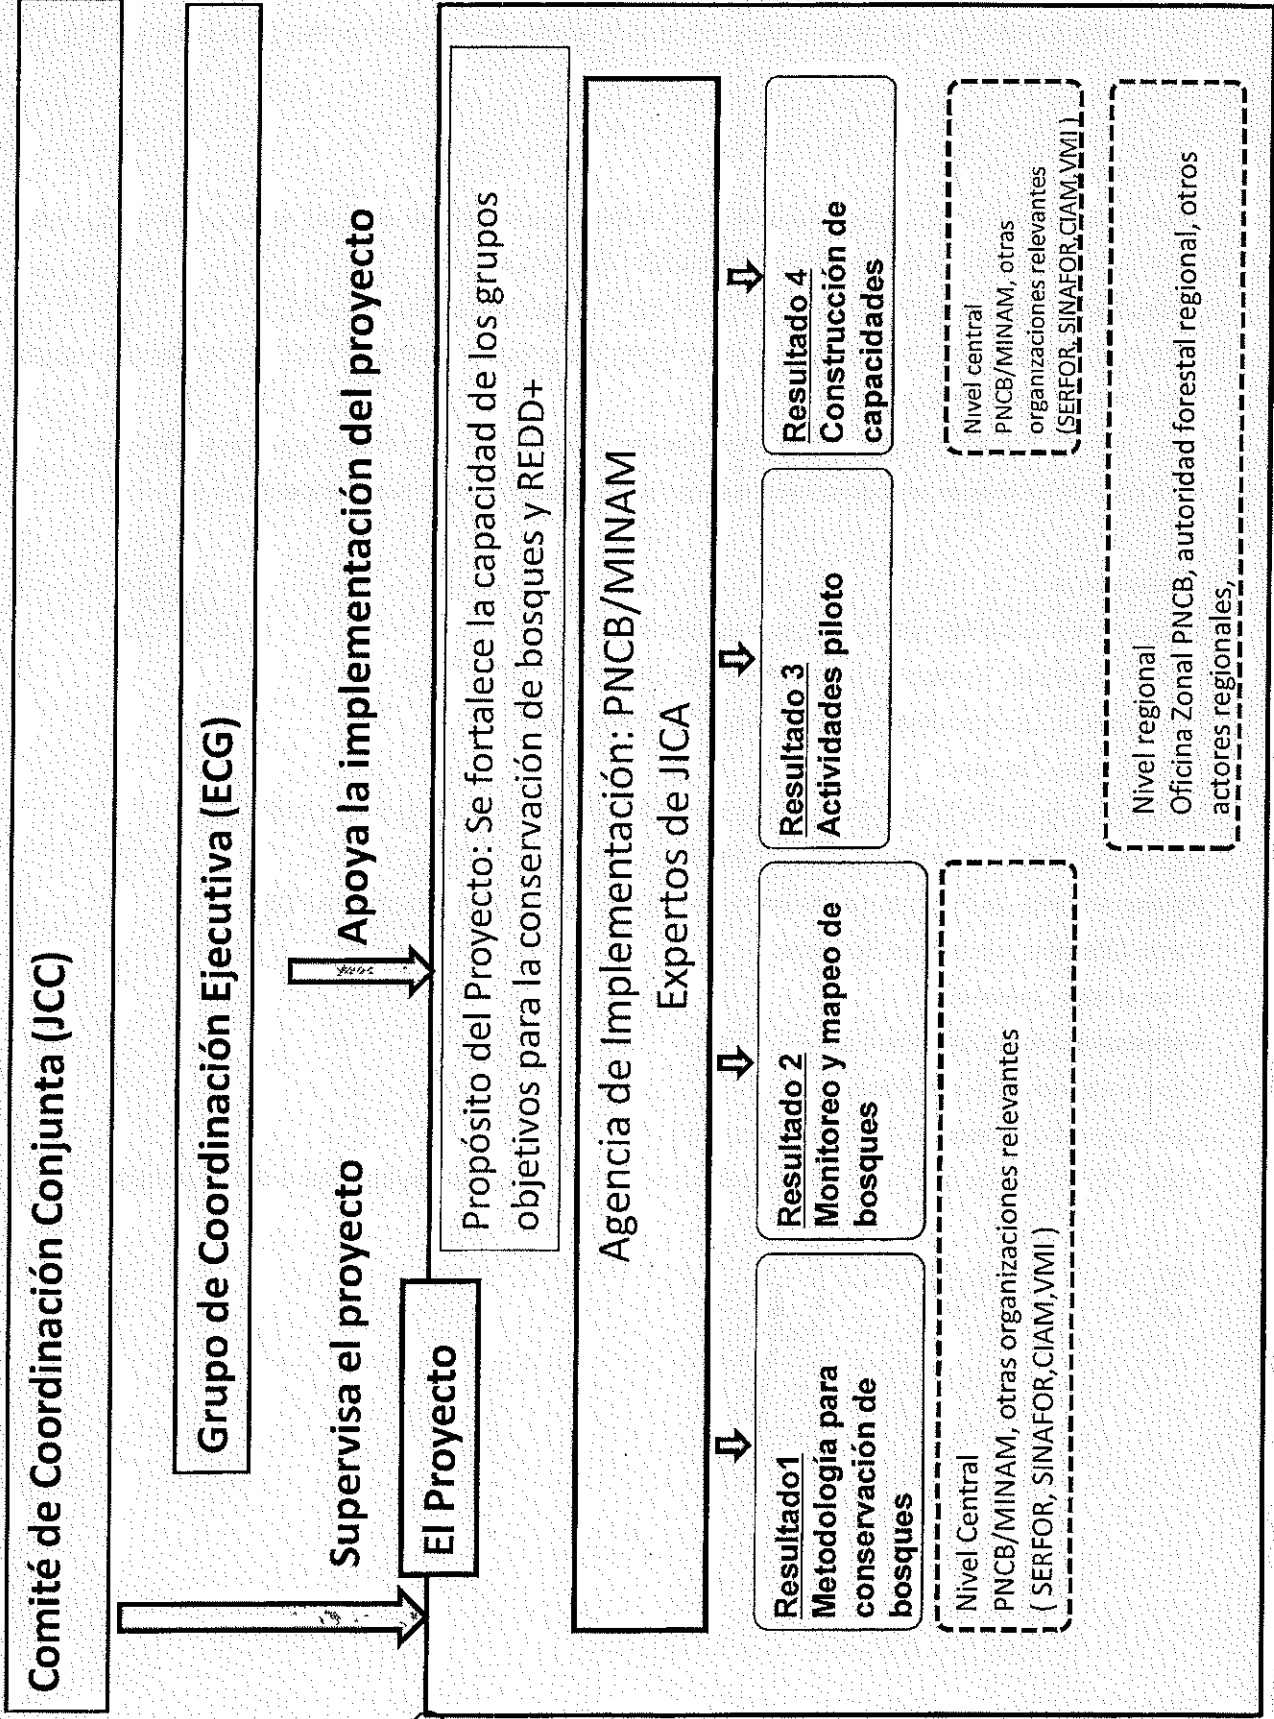 Comité de Coordinación Conjunta (JCC)
Grupo de Coordinación Ejecutiva (ECG)
Supervisa el proyecto
Apoya la implementación del proyecto
El Proyecto
Propósito del Proyecto: Se fortalece la capacidad de los grupos
objetivos para la conservación de bosques y REDD+
Agencia de Implementación: PNCB/MINAM
Expertos de JICA
Resultado1
Metodología para
conservación de
bosques
Resultado 2
Monitoreo y mapeo de
bosques
Resultado 3
Actividades piloto
Resultado 4
Construcción de
capacidades
Nivel Central
PNCB/MINAM, otras organizaciones relevantes
( SERFOR, SINAFOR,CIAM,VMI )
Nivel central
PNCB/MINAM, otras
organizaciones relevantes
(SERFOR, SINAFOR,CIAM,VMI )
Nivel regional
Oficina Zonal PNCB, autoridad forestal regional, otros
actores regionales,